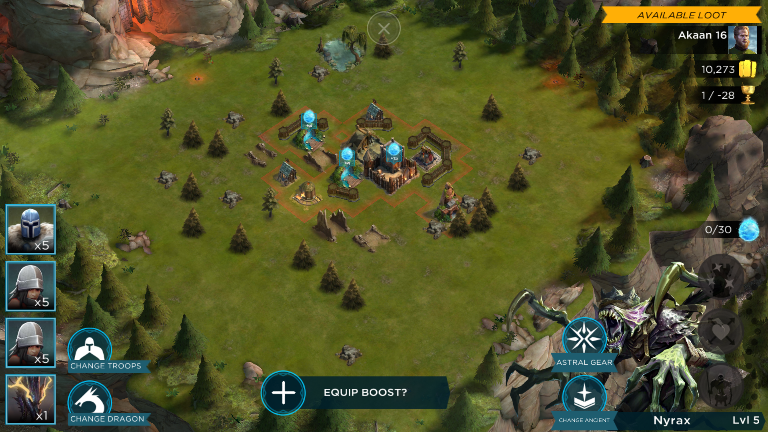 AVAILABLE LOOT
Akaan 16
10,273
1 / -28
0/30
x5
x5
x5
x1
CHANGE TROOPS
CHANGE DRAGON
EQUIP BOOST?
ASTRAL GEAR
CHANGE ANCIENT
Nyrax Lvl 5